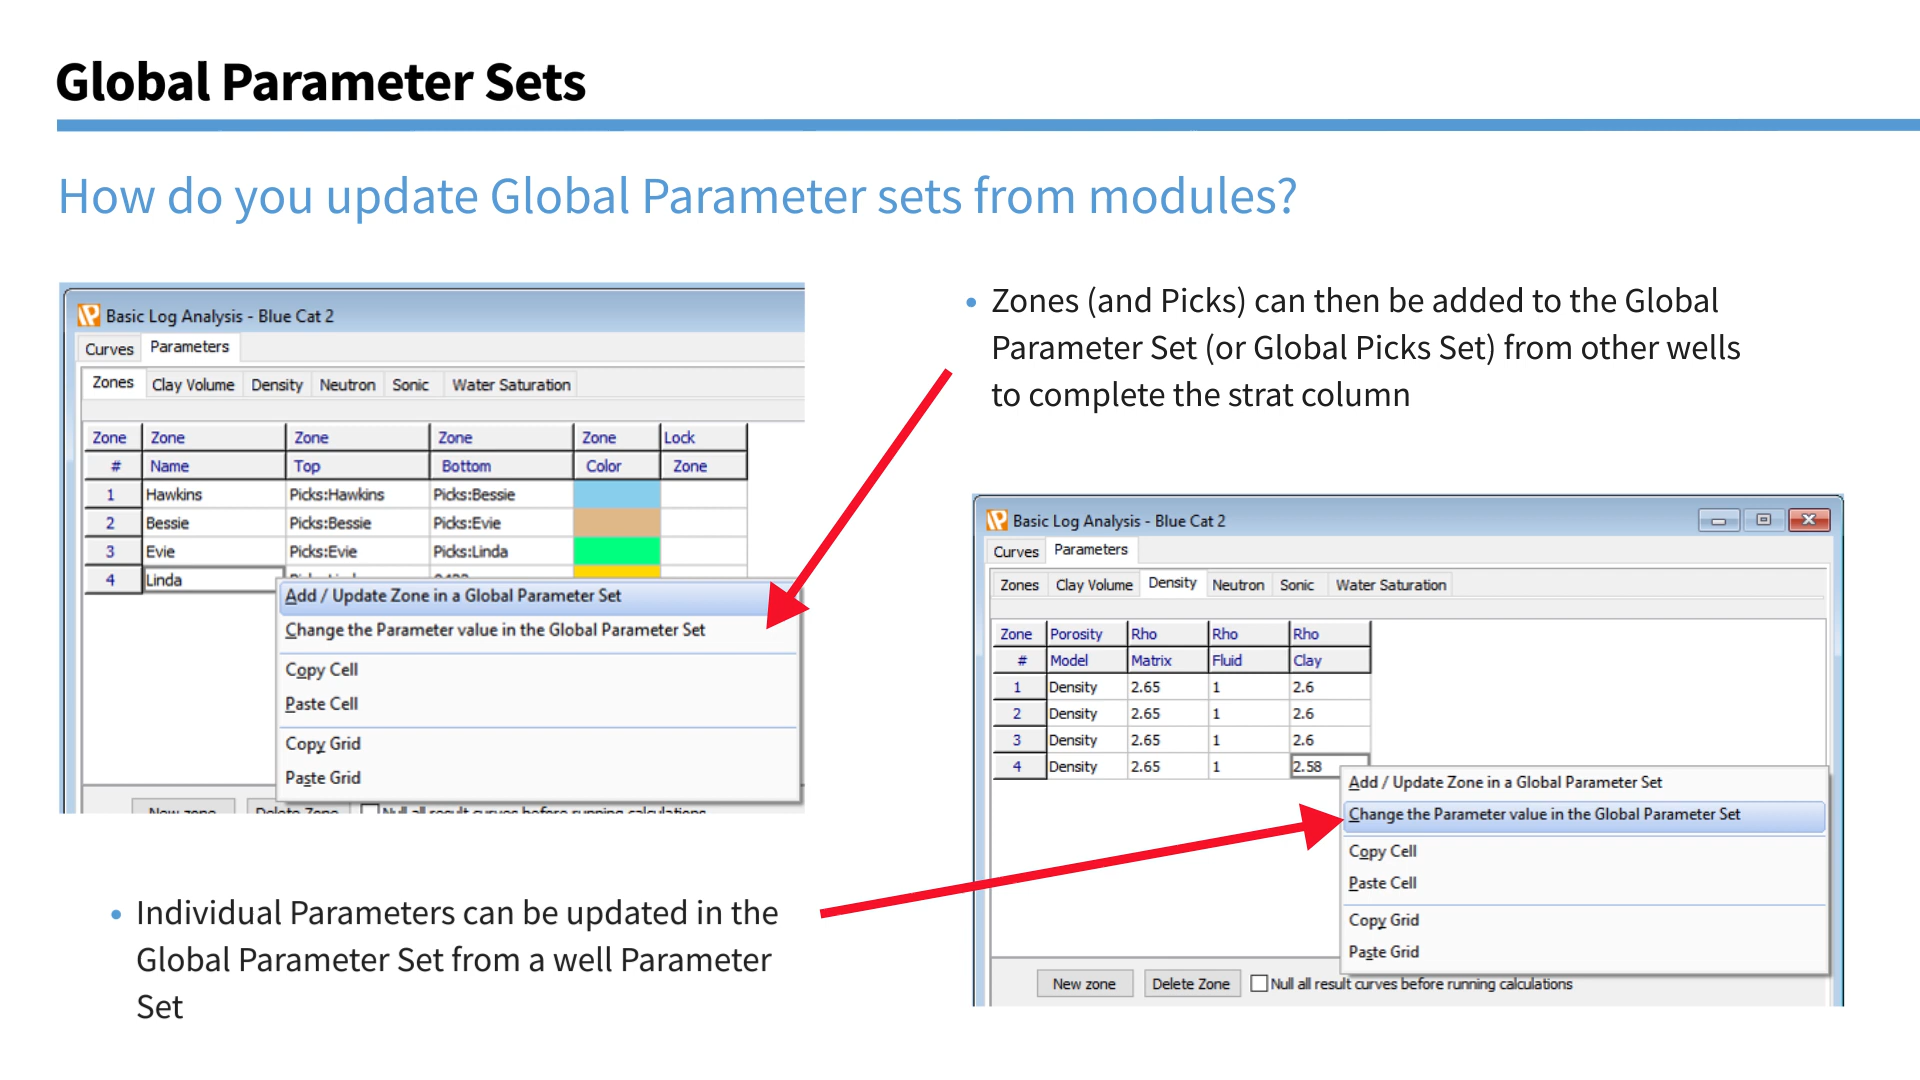 Global Parameter Sets
How do you update Global Parameter sets from modules?
Basic Log Analysis - Blue Cat 2
Curves Parameters
Zones Clay Volume Density Neutron Sonic Water Saturation
Zone Zone Zone Zone Zone Lock
# Name Top Bottom Color Zone
1 Hawkins Picks:Hawkins Picks:Bessie
2 Bessie Picks:Bessie Picks:Evie
3 Evie Picks:Evie Picks:Linda
4 Linda
Add / Update Zone in a Global Parameter Set
Change the Parameter value in the Global Parameter Set
Copy Cell
Paste Cell
Copy Grid
Paste Grid
New zone Delete Zone Null all result curves before running calculations
• Zones (and Picks) can then be added to the Global
Parameter Set (or Global Picks Set) from other wells
to complete the strat column
Basic Log Analysis - Blue Cat 2
Curves Parameters
Zones Clay Volume Density Neutron Sonic Water Saturation
Zone Porosity Rho Rho Rho
# Model Matrix Fluid Clay
1 Density 2.65 1 2.6
2 Density 2.65 1 2.6
3 Density 2.65 1 2.6
4 Density 2.65 1 2.58
Add / Update Zone in a Global Parameter Set
Change the Parameter value in the Global Parameter Set
Copy Cell
Paste Cell
Copy Grid
Paste Grid
New zone Delete Zone Null all result curves before running calculations
• Individual Parameters can be updated in the
Global Parameter Set from a well Parameter
Set